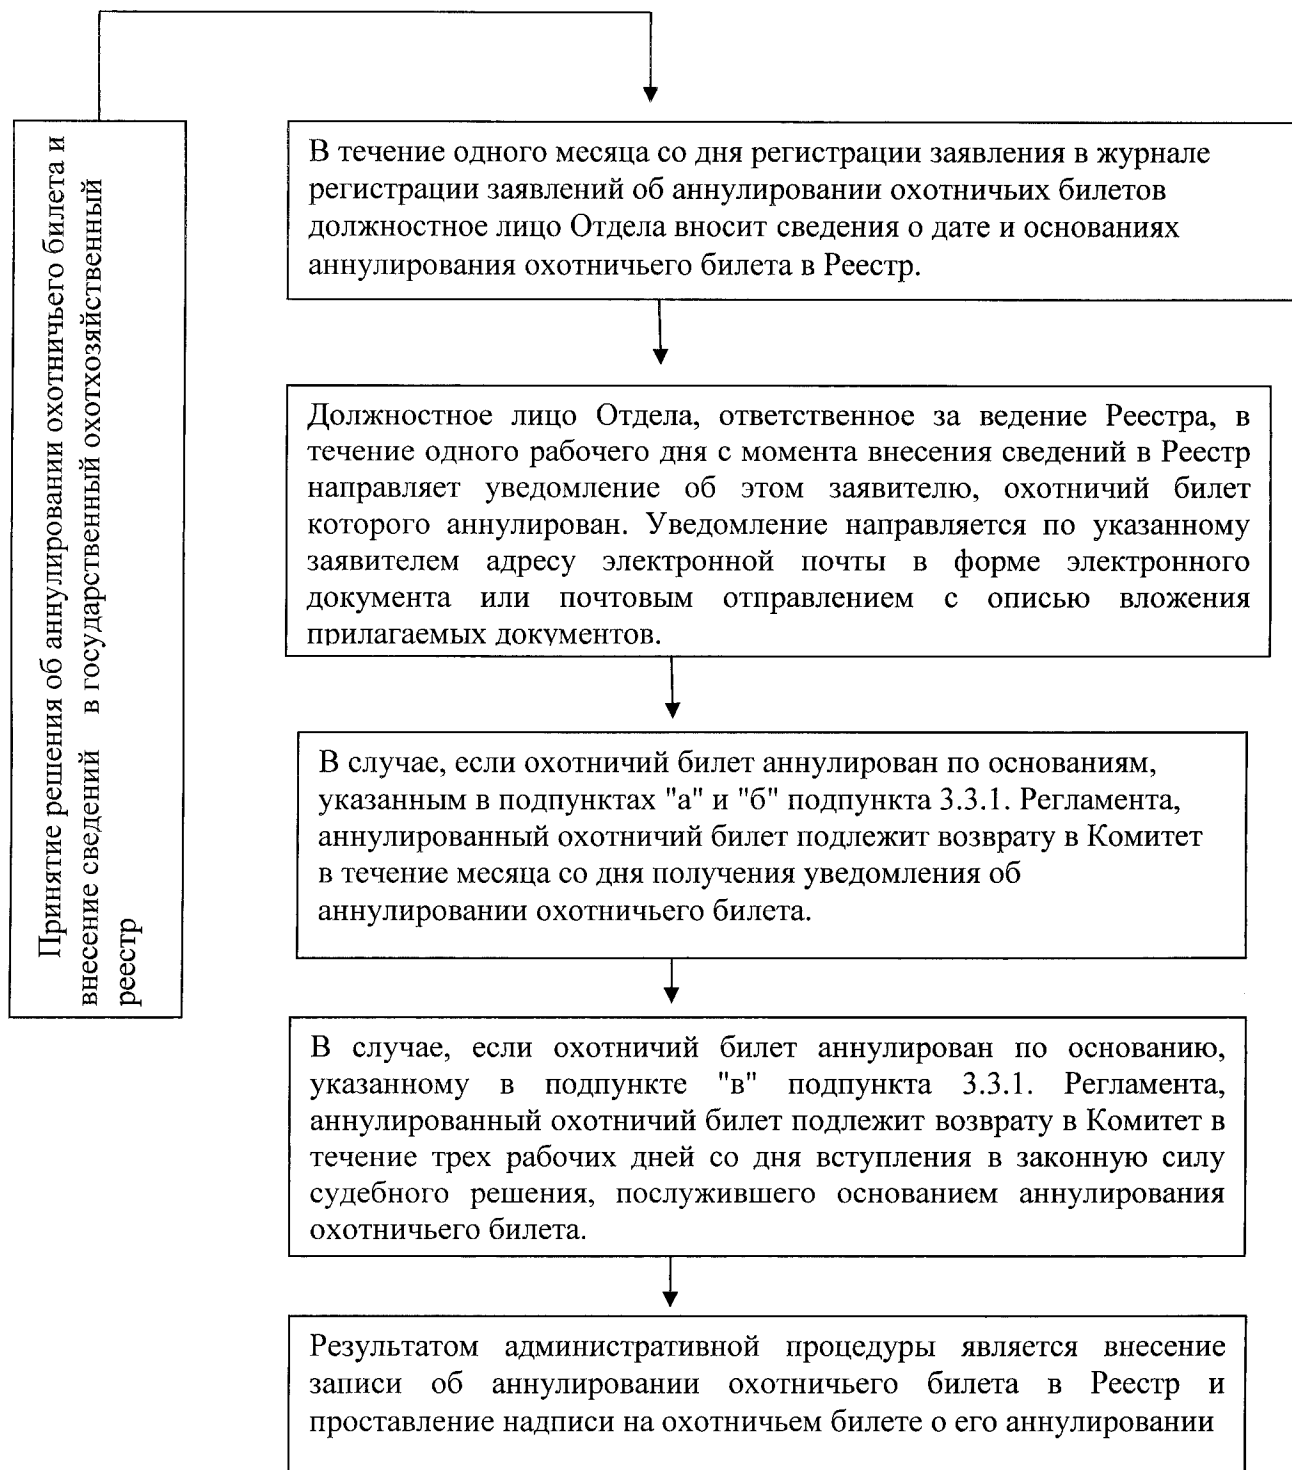 Принятие решения об аннулировании охотничьего билета и
внесение сведений в государственный охотхозяйственный
реестр
В течение одного месяца со дня регистрации заявления в журнале
регистрации заявлений об аннулировании охотничьих билетов
должностное лицо Отдела вносит сведения о дате и основаниях
аннулирования охотничьего билета в Реестр.
Должностное лицо Отдела, ответственное за ведение Реестра, в
течение одного рабочего дня с момента внесения сведений в Реестр
направляет уведомление об этом заявителю, охотничий билет
которого аннулирован. Уведомление направляется по указанному
заявителем адресу электронной почты в форме электронного
документа или почтовым отправлением с описью вложения
прилагаемых документов.
В случае, если охотничий билет аннулирован по основаниям,
указанным в подпунктах "а" и "б" подпункта 3.3.1. Регламента,
аннулированный охотничий билет подлежит возврату в Комитет
в течение месяца со дня получения уведомления об
аннулировании охотничьего билета.
В случае, если охотничий билет аннулирован по основанию,
указанному в подпункте "в" подпункта 3.3.1. Регламента,
аннулированный охотничий билет подлежит возврату в Комитет в
течение трех рабочих дней со дня вступления в законную силу
судебного решения, послужившего основанием аннулирования
охотничьего билета.
Результатом административной процедуры является внесение
записи об аннулировании охотничьего билета в Реестр и
проставление надписи на охотничьем билете о его аннулировании